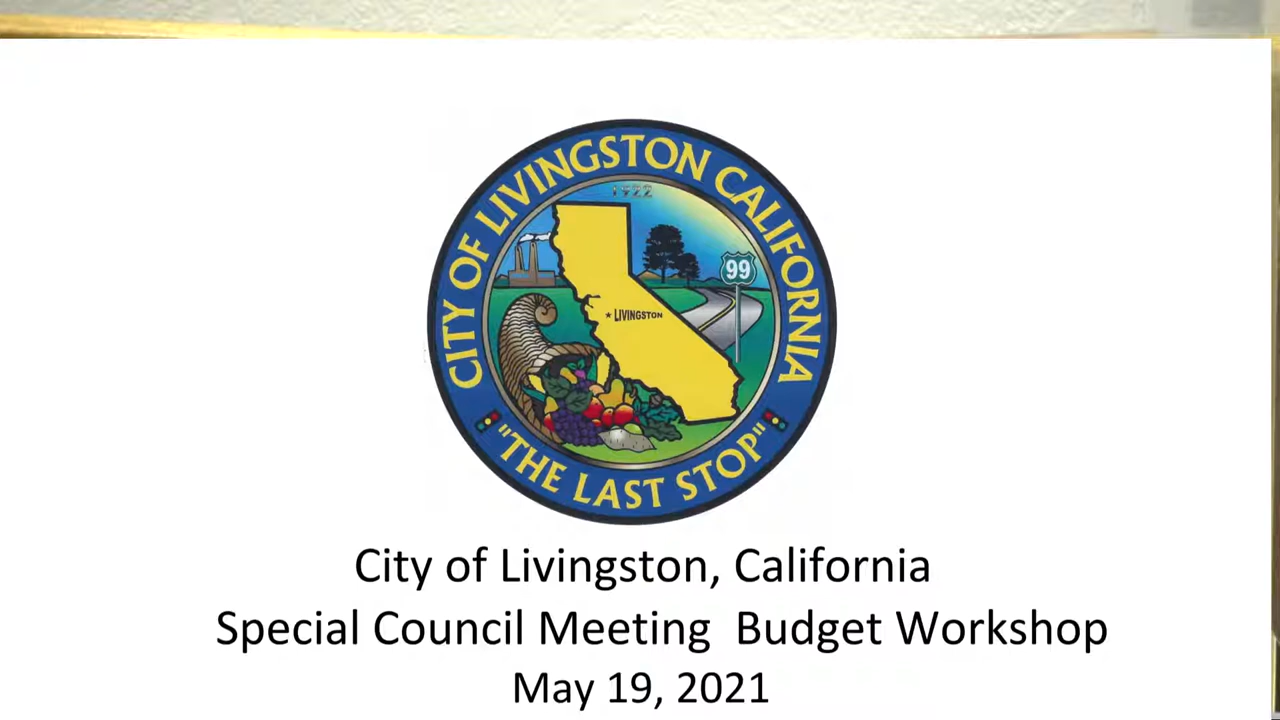 CITY OF LIVINGSTON CALIFORNIA
1922
99
★ LIVINGSTON
"THE LAST STOP"
City of Livingston, California
Special Council Meeting  Budget Workshop
May 19, 2021